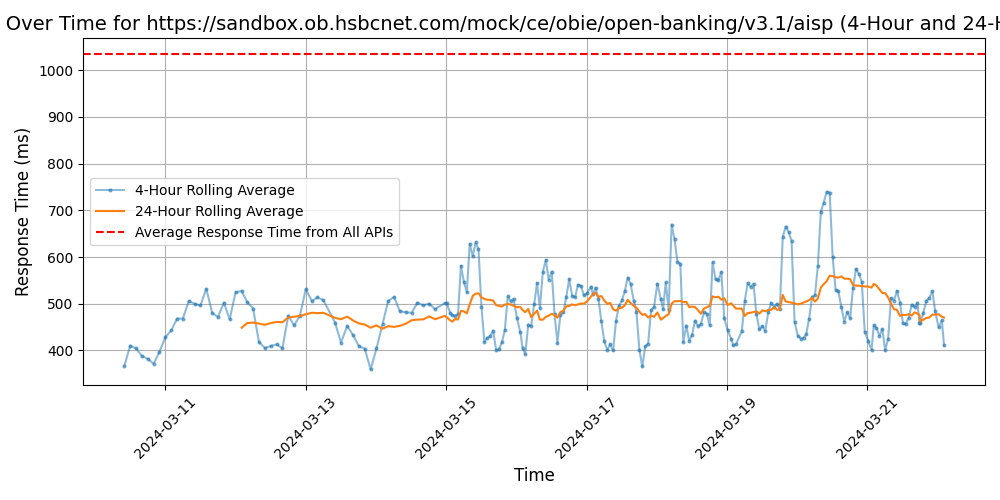 Over Time for https://sandbox.ob.hsbcnet.com/mock/ce/obie/open-banking/v3.1/aisp (4-Hour and 24-H
Response Time (ms)
1000
900
800
700
600
500
400
4-Hour Rolling Average
24-Hour Rolling Average
Average Response Time from All APIs
2024-03-11
2024-03-13
2024-03-15
2024-03-17
2024-03-19
2024-03-21
Time